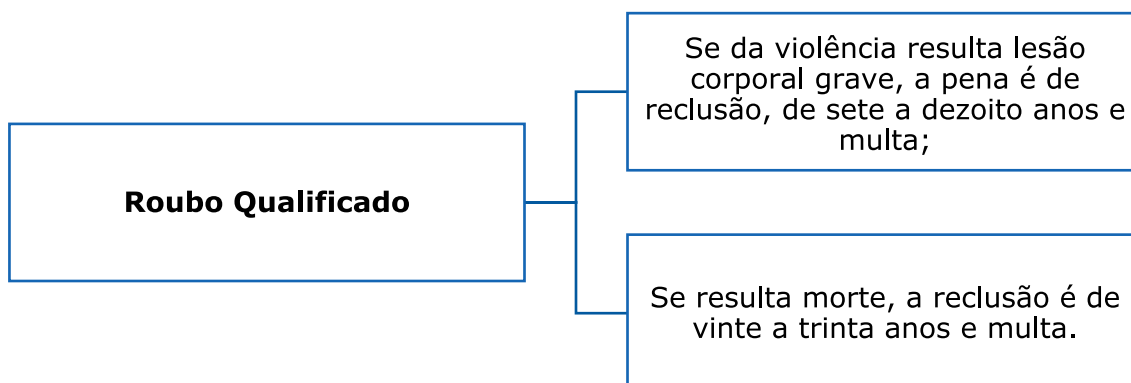 Roubo Qualificado
Se da violência resulta lesão
corporal grave, a pena é de
reclusão, de sete a dezoito anos e
multa;
Se resulta morte, a reclusão é de
vinte a trinta anos e multa.